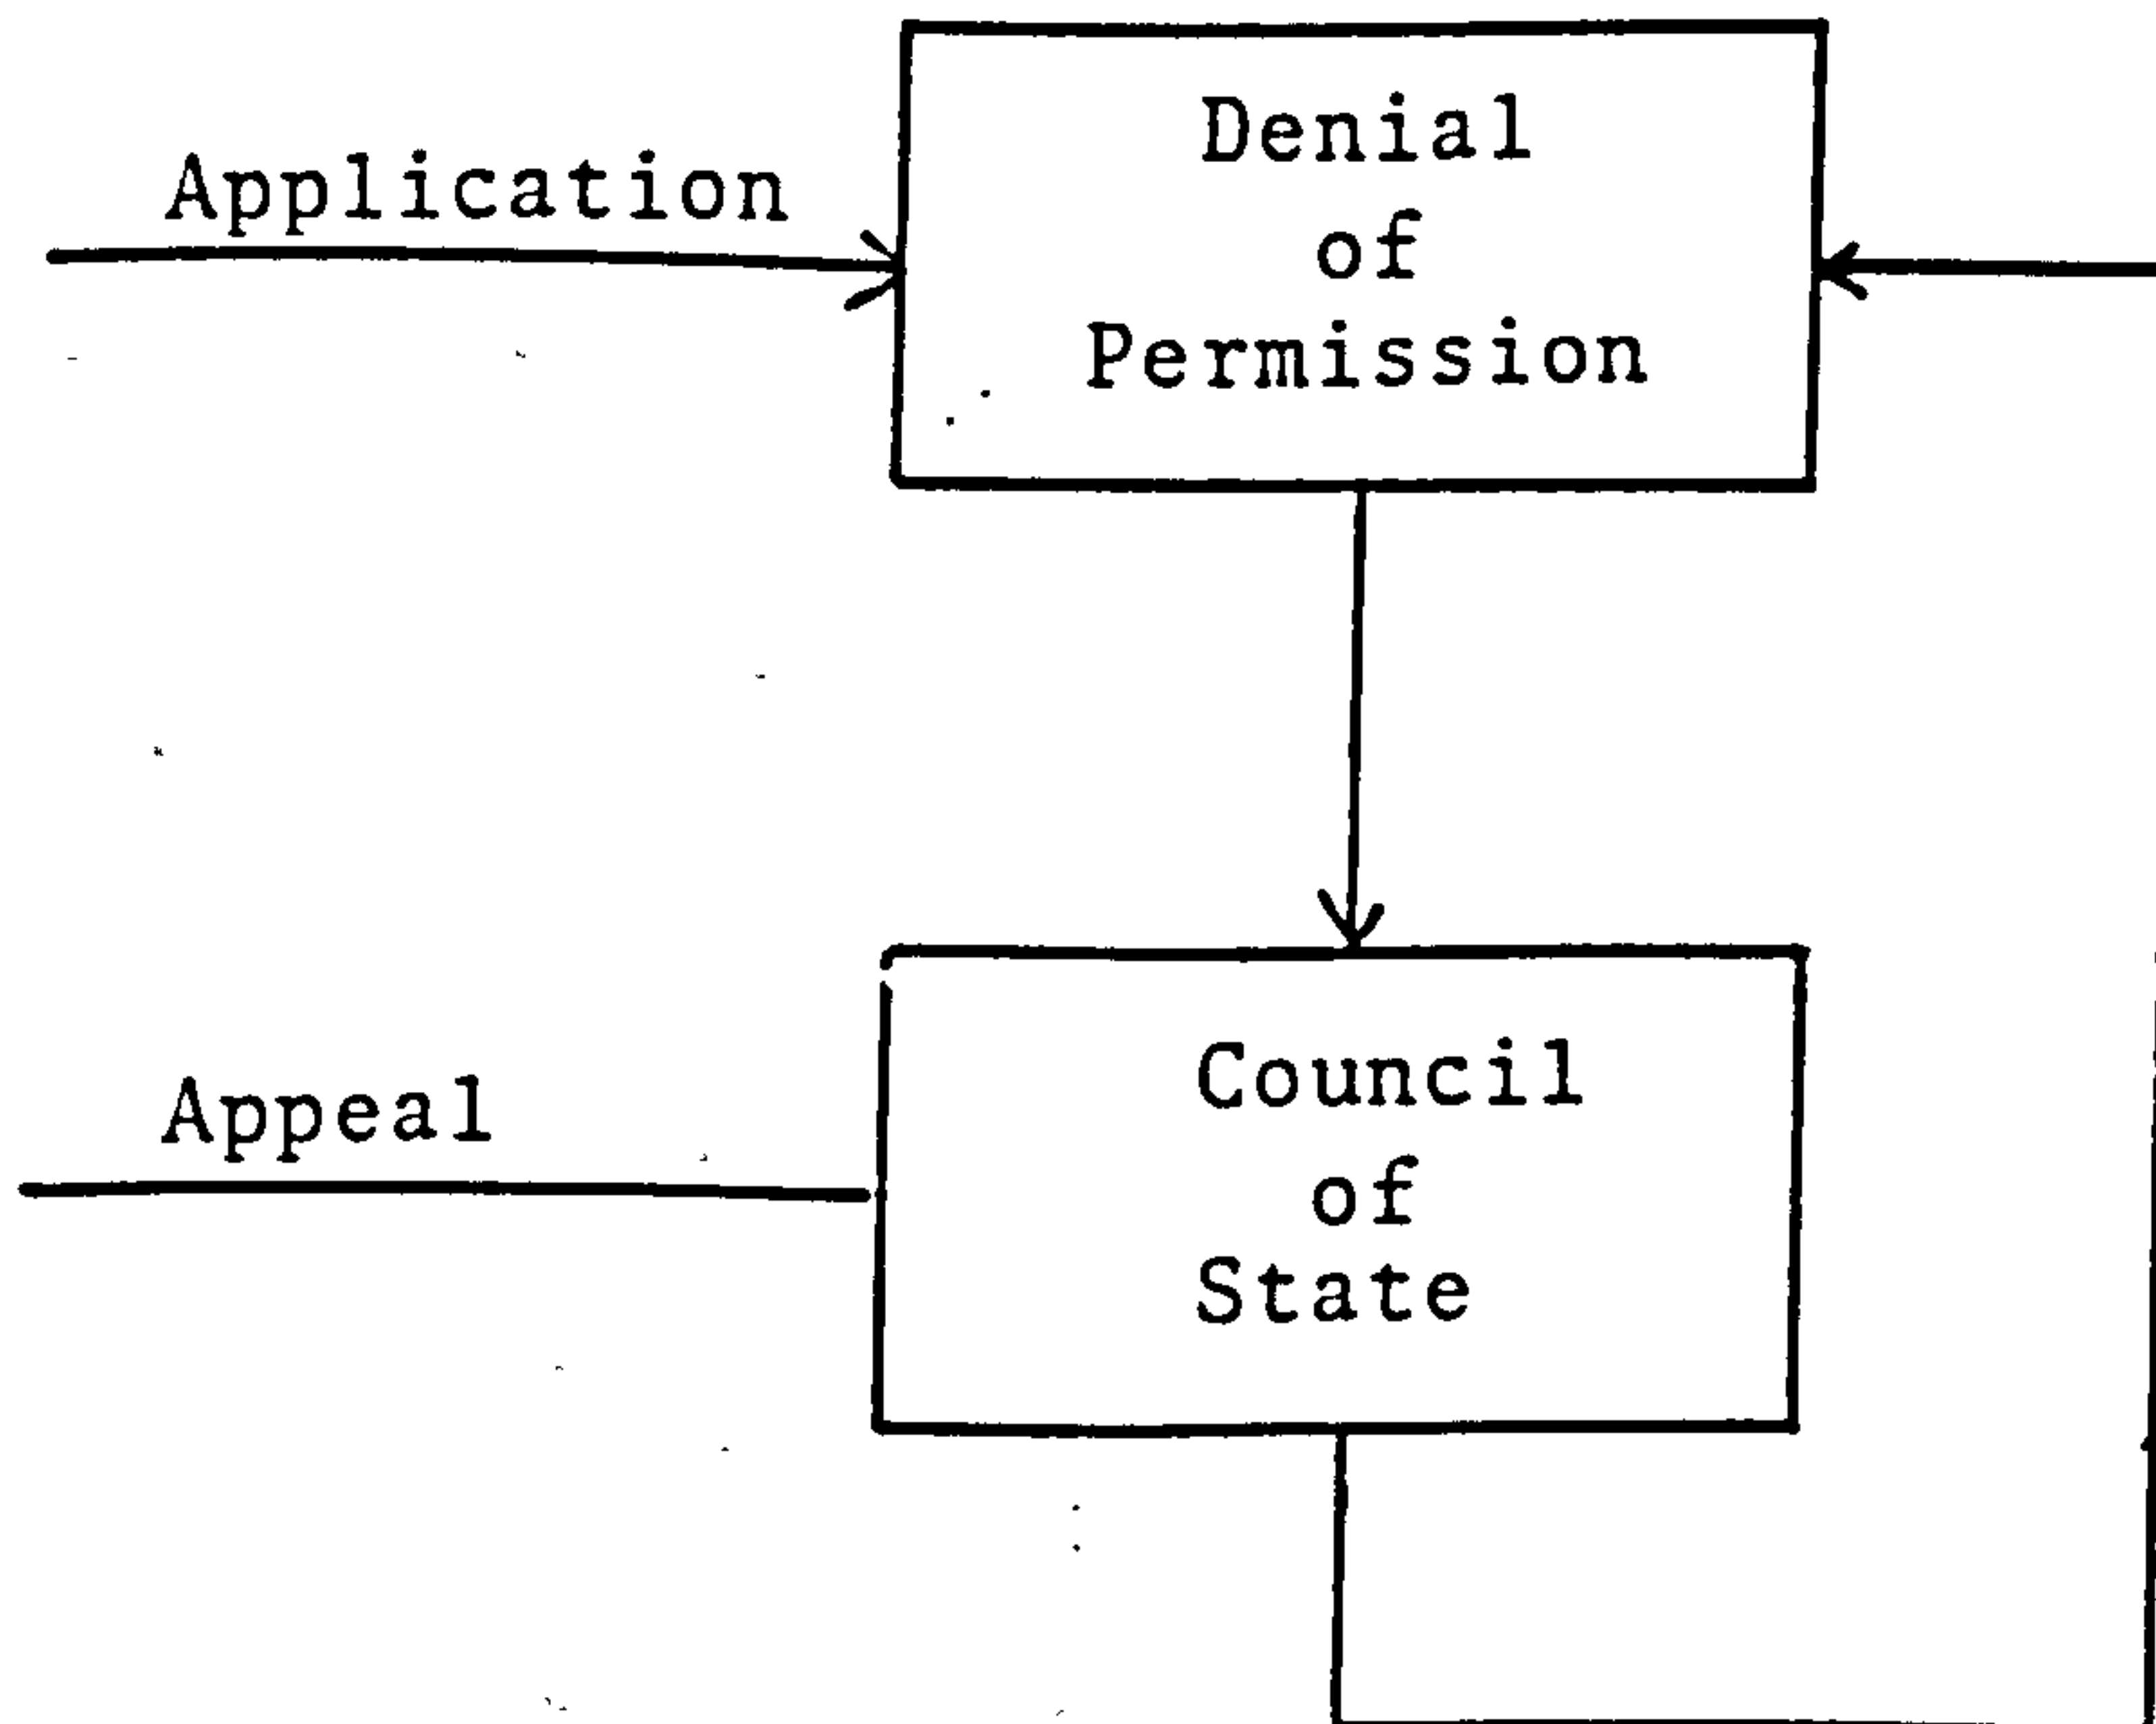 Application
Denial
of
Permission
Appeal
Council
of
State